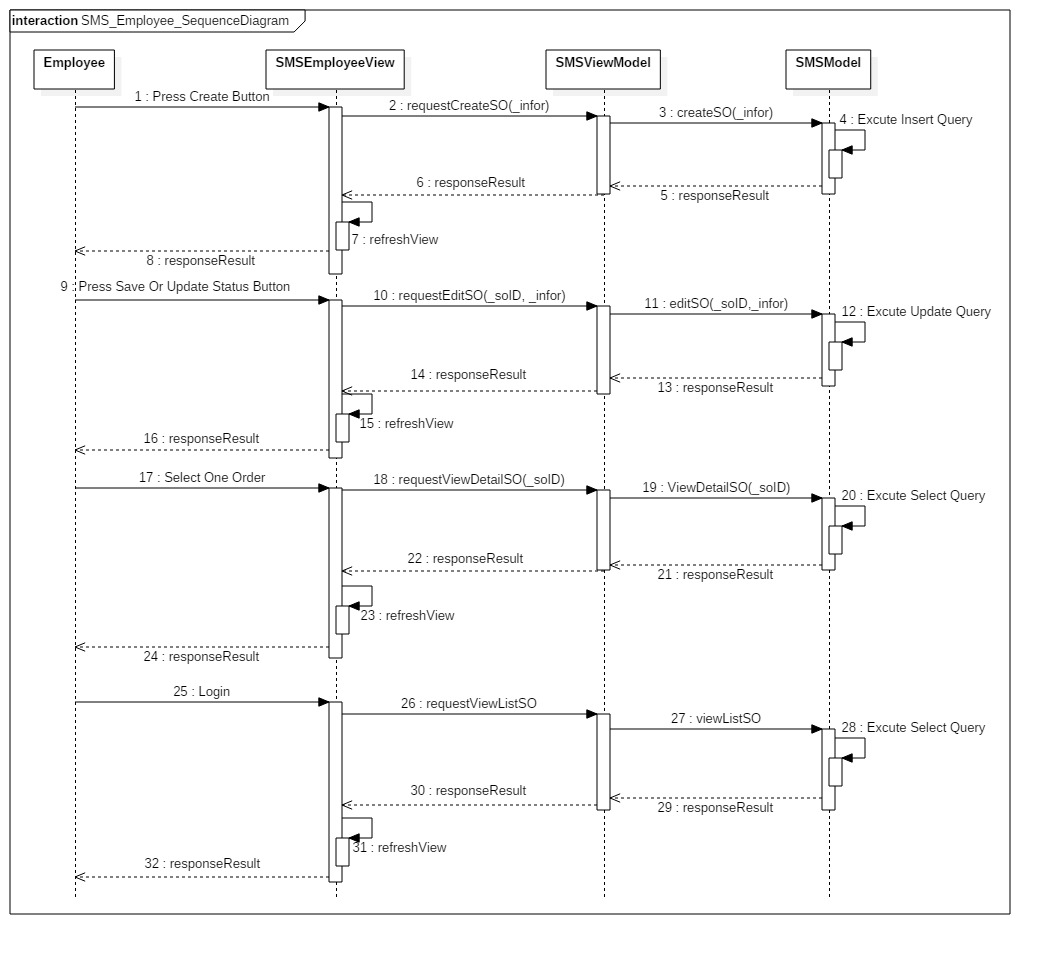 interaction SMS_Employee_SequenceDiagram
Employee
SMSEmployeeView
SMSViewModel
SMSModel
1 : Press Create Button
2 : requestCreateSO(_infor)
3 : createSO(_infor)
4 : Excute Insert Query
5 : responseResult
6 : responseResult
7 : refreshView
8 : responseResult
9 : Press Save Or Update Status Button
10 : requestEditSO(_soID, _infor)
11 : editSO(_soID,_infor)
12 : Excute Update Query
13 : responseResult
14 : responseResult
15 : refreshView
16 : responseResult
17 : Select One Order
18 : requestViewDetailSO(_soID)
19 : ViewDetailSO(_soID)
20 : Excute Select Query
21 : responseResult
22 : responseResult
23 : refreshView
24 : responseResult
25 : Login
26 : requestViewListSO
27 : viewListSO
28 : Excute Select Query
29 : responseResult
30 : responseResult
31 : refreshView
32 : responseResult